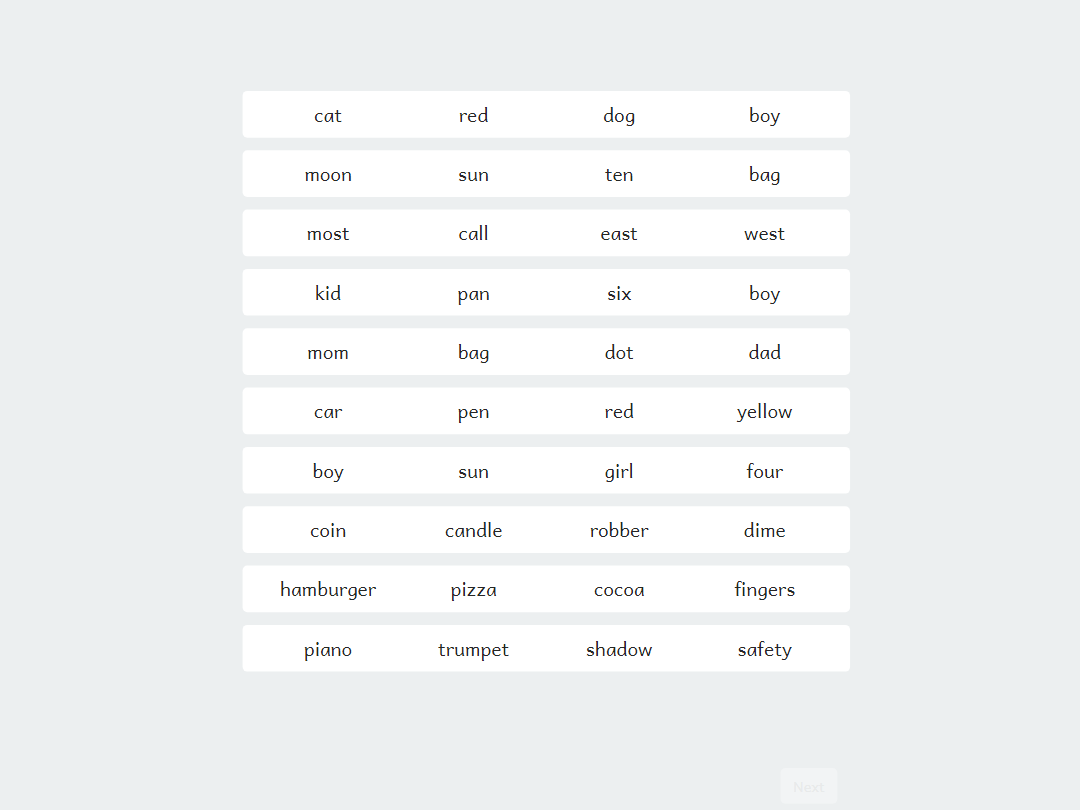 cat red dog boy
moon sun ten bag
most call east west
kid pan six boy
mom bag dot dad
car pen red yellow
boy sun girl four
coin candle robber dime
hamburger pizza cocoa fingers
piano trumpet shadow safety
Next